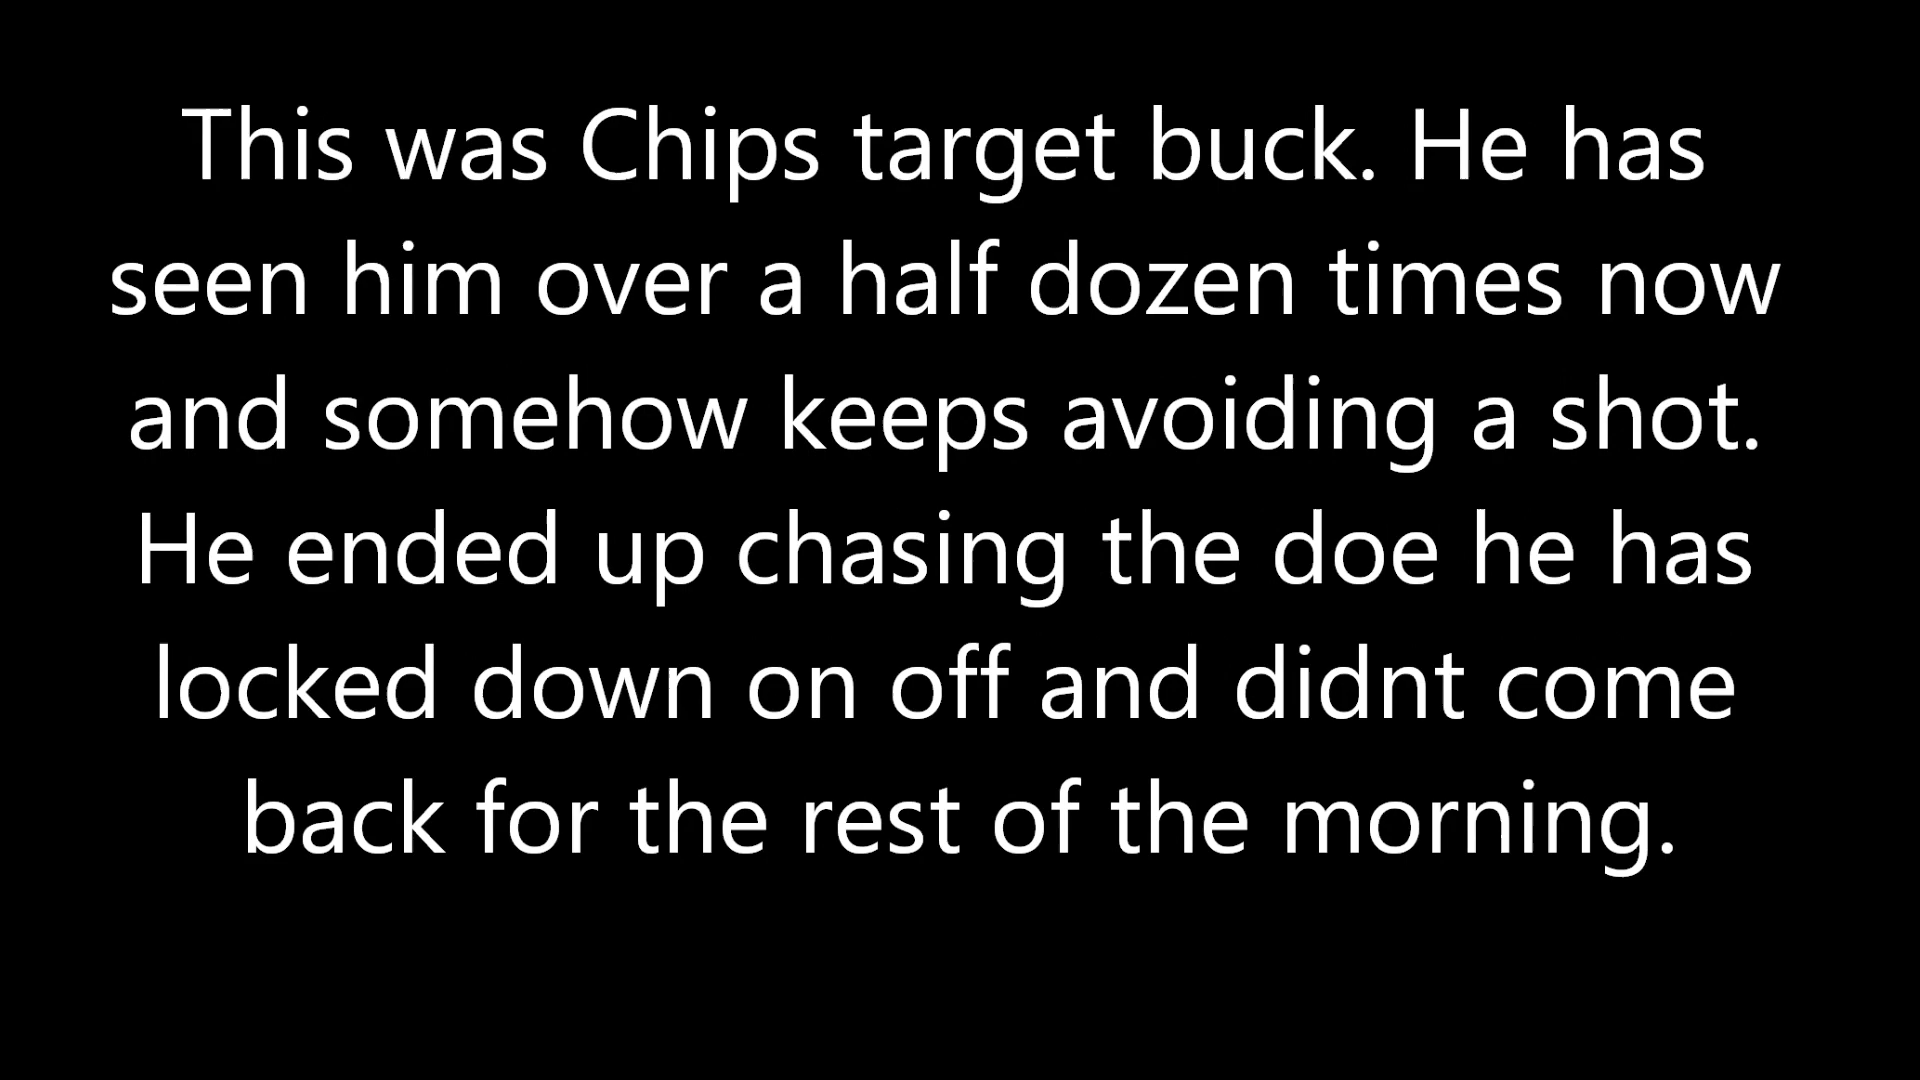 This was Chips target buck. He has
seen him over a half dozen times now
and somehow keeps avoiding a shot.
He ended up chasing the doe he has
locked down on off and didnt come
back for the rest of the morning.